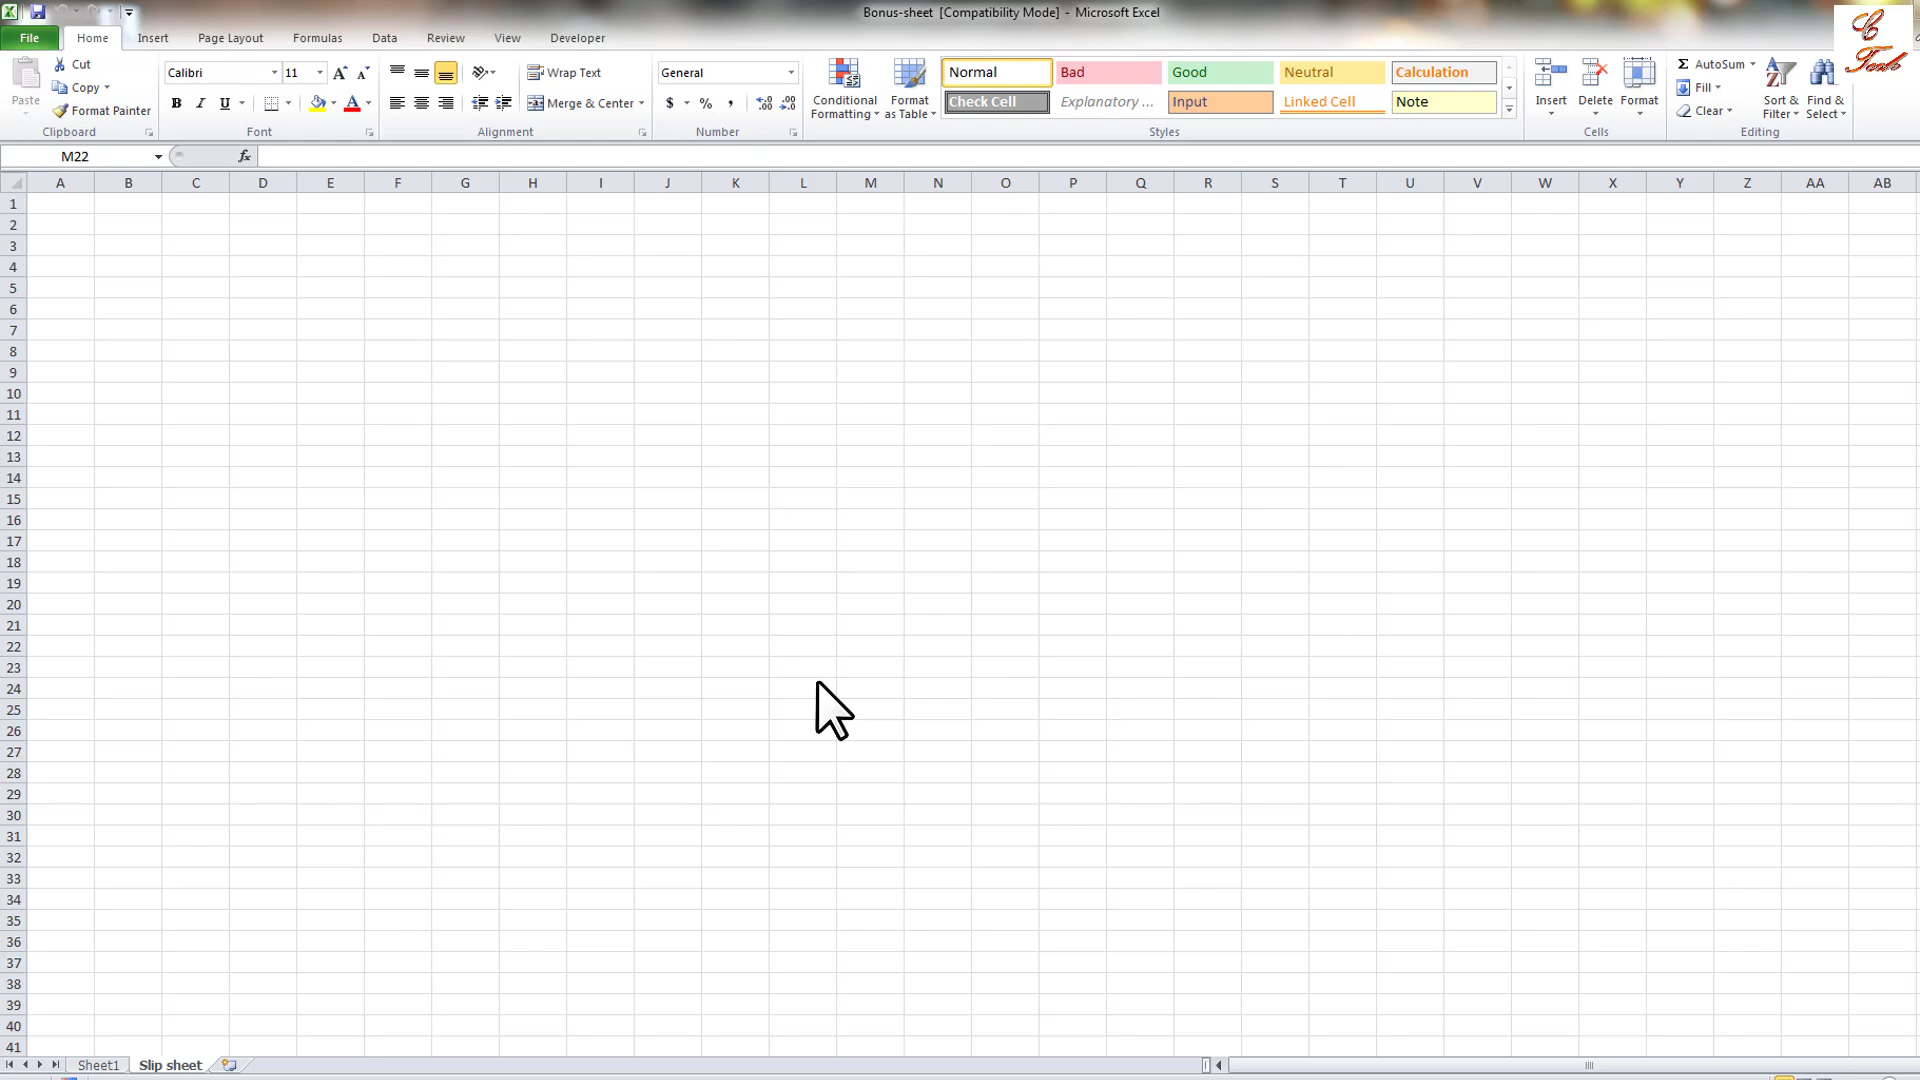 Bonus-sheet [Compatibility Mode] - Microsoft Excel
File Home Insert Page Layout Formulas Data Review View Developer
Paste
Cut
Copy
Format Painter
Clipboard
Calibri 11
B I U
Font
Wrap Text
Merge & Center
Alignment
General
$ % ,
Number
Conditional Formatting
Format as Table
Normal Bad Good Neutral Calculation
Check Cell Explanatory ... Input Linked Cell Note
Styles
Insert Delete Format
Cells
Σ AutoSum
Fill
Clear
Sort & Filter
Find & Select
Editing
M22 fx
A B C D E F G H I J K L M N O P Q R S T U V W X Y Z AA AB
1
2
3
4
5
6
7
8
9
10
11
12
13
14
15
16
17
18
19
20
21
22
23
24
25
26
27
28
29
30
31
32
33
34
35
36
37
38
39
40
41
Sheet1 Slip sheet